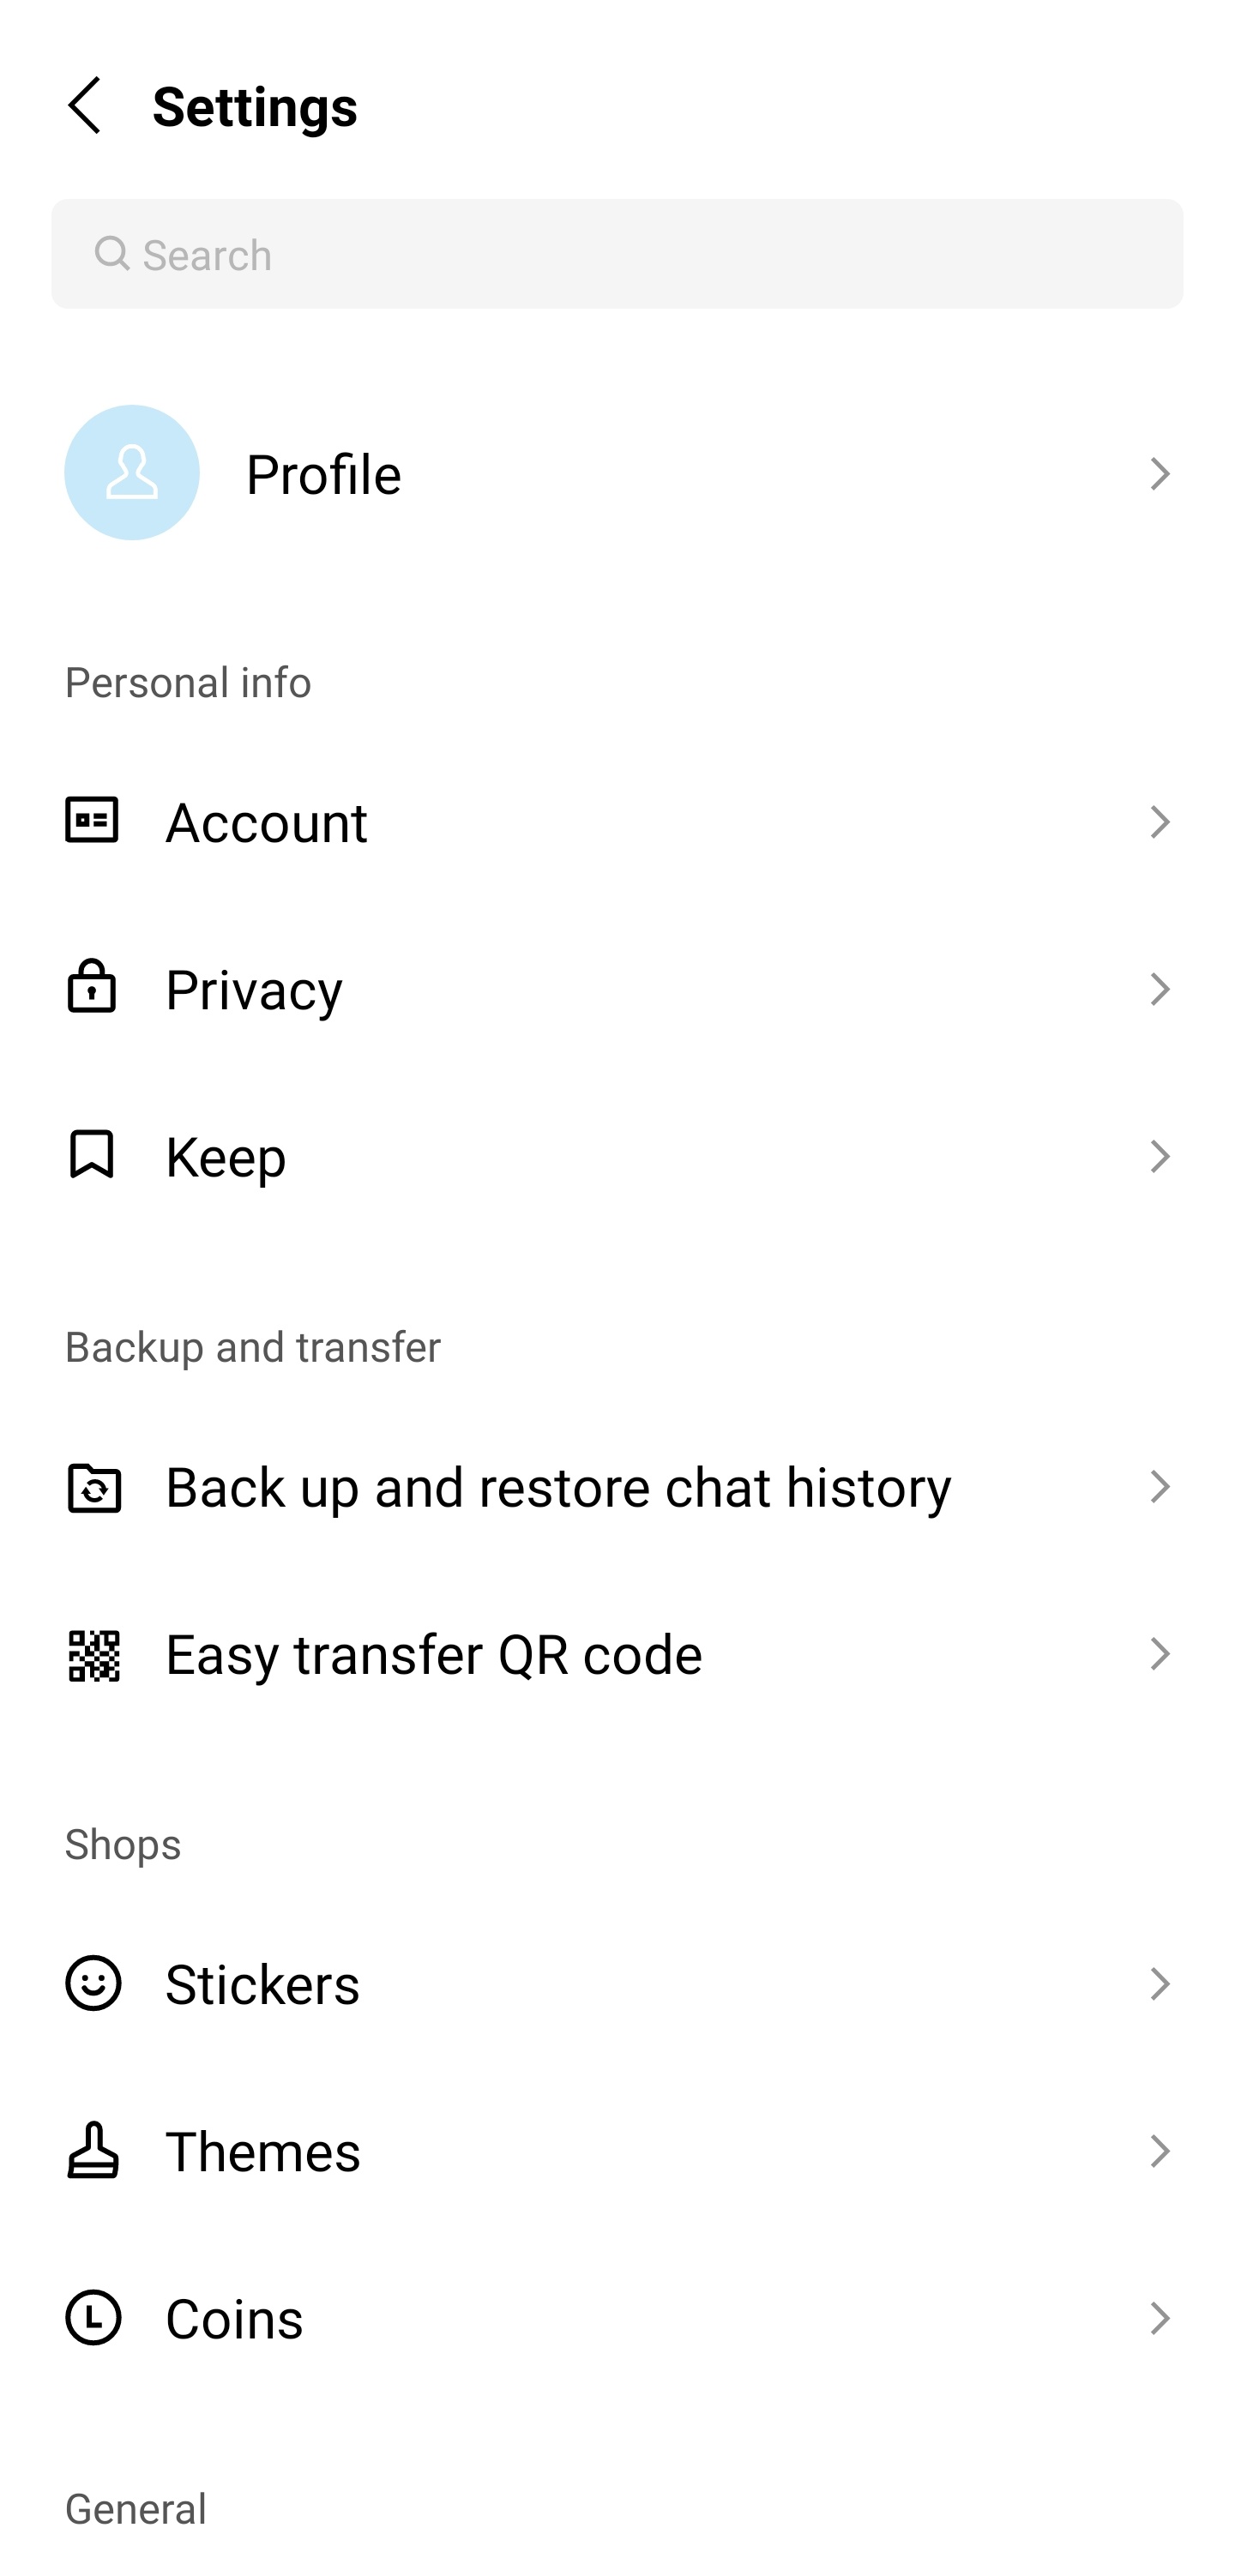 Settings
Search
Profile
Personal info
Account
Privacy
Keep
Backup and transfer
Back up and restore chat history
Easy transfer QR code
Shops
Stickers
Themes
Coins
General